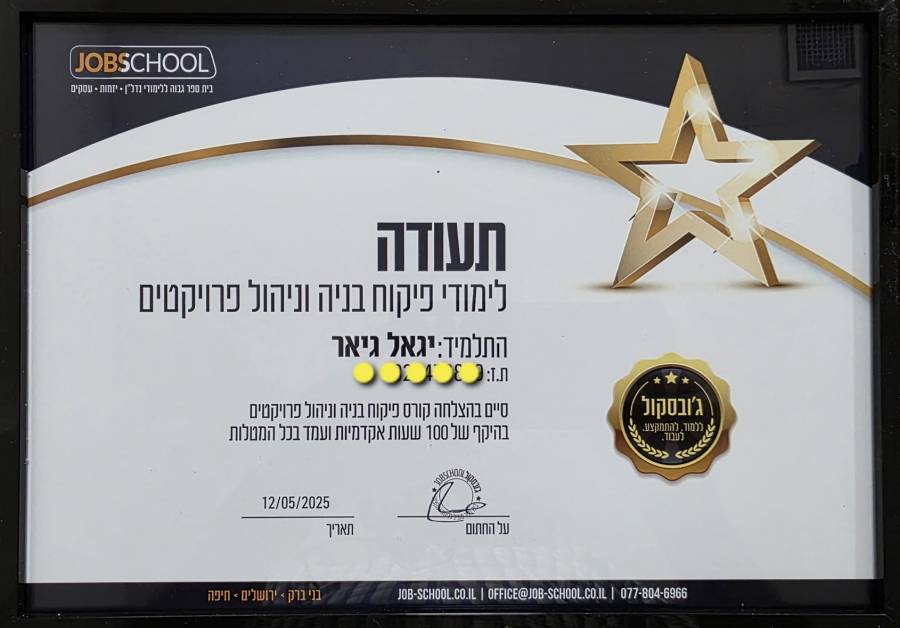 JOBSCHOOL
בית ספר גבוה ללימודי נדל"ן • יזמות • עסקים
תעודה
לימודי פיקוח בניה וניהול פרויקטים
התלמיד: יגאל גיאר
ת.ז:
סיים בהצלחה קורס פיקוח בניה וניהול פרויקטים
בהיקף של 100 שעות אקדמיות ועמד בכל המטלות
ג'ובסקול
ללמוד. להתמקצע.
לעבוד.
JOBSCHOOL ג'ובסקול
12/05/2025
על החתום
תאריך
בני ברק > ירושלים > חיפה
JOB-SCHOOL.CO.IL | OFFICE@JOB-SCHOOL.CO.IL | 077-804-6966